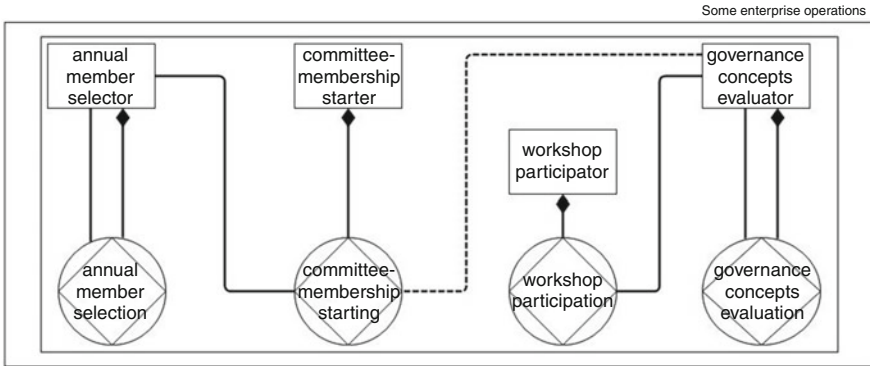 Some enterprise operations
annual
member
selector
committee-
membership
starter
governance
concepts
evaluator
workshop
participator
annual
member
selection
committee-
membership
starting
workshop
participation
governance
concepts
evaluation